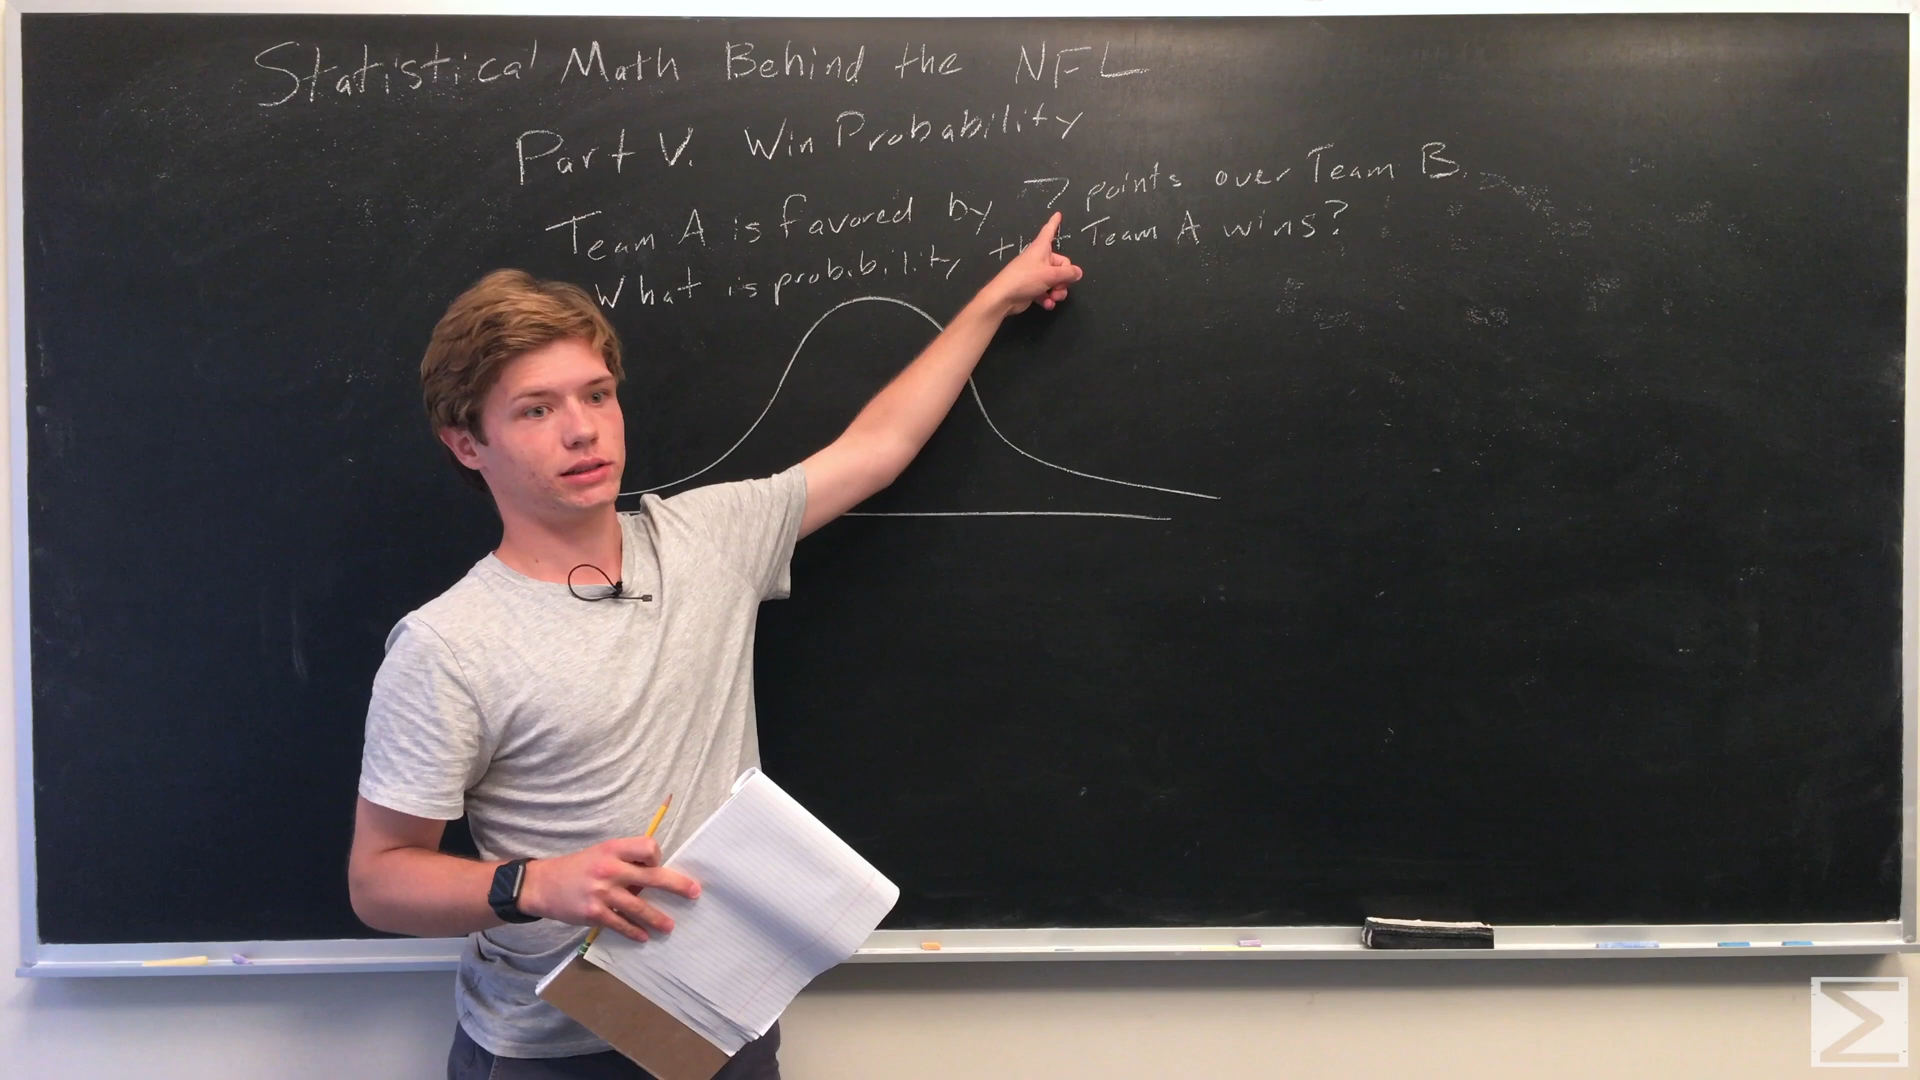 Statistical Math Behind the NFL
Part V. Win Probability
Team A is favored by 7 points over Team B.
What is probibility that Team A wins?
Σ